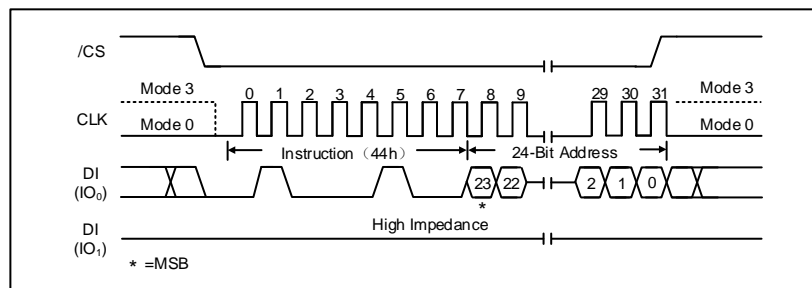 /CS
Mode 3
0 1 2 3 4 5 6 7 8 9
29 30 31
Mode 3
CLK
Mode 0
Mode 0
Instruction（44h）
24-Bit Address
DI
(IO0)
23 22
2 1 0
*
High Impedance
DI
(IO1)
* =MSB